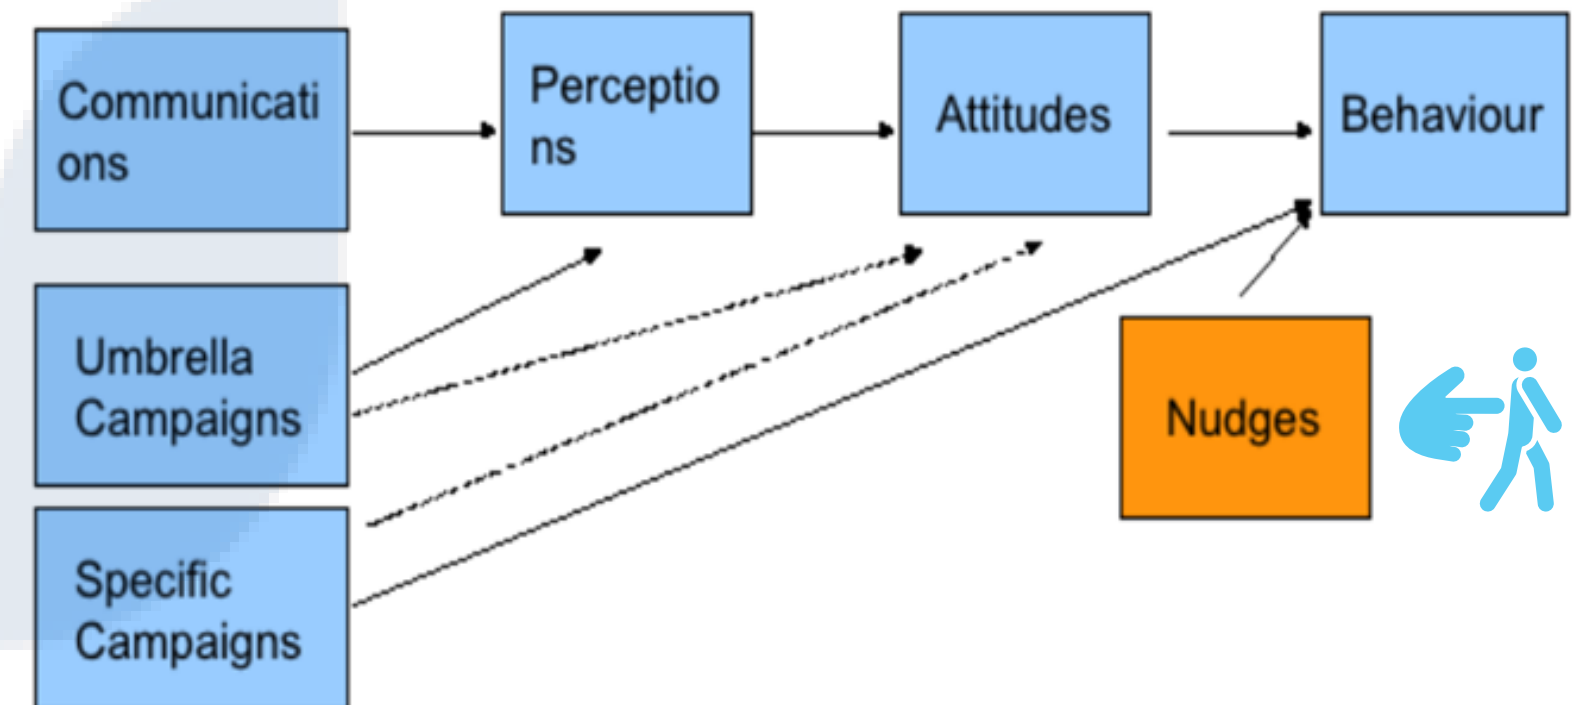 Communicati
ons
Perceptio
ns
Attitudes
Behaviour
Umbrella
Campaigns
Nudges
Specific
Campaigns